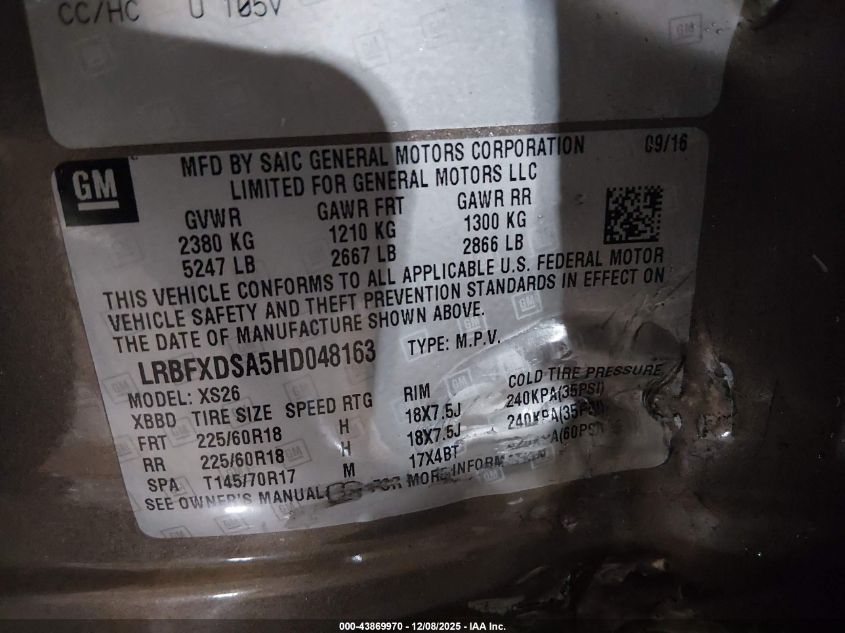 CC/HC U 105V
GM
MFD BY SAIC GENERAL MOTORS CORPORATION 09/16
LIMITED FOR GENERAL MOTORS LLC
GVWR GAWR FRT GAWR RR
2380 KG 1210 KG 1300 KG
5247 LB 2667 LB 2866 LB
THIS VEHICLE CONFORMS TO ALL APPLICABLE U.S. FEDERAL MOTOR
VEHICLE SAFETY AND THEFT PREVENTION STANDARDS IN EFFECT ON
THE DATE OF MANUFACTURE SHOWN ABOVE.
LRBFXDSA5HD048163 TYPE: M.P.V.
MODEL: XS26
XBBD TIRE SIZE SPEED RTG RIM COLD TIRE PRESSURE
FRT 225/60R18 H 18X7.5J 240KPA(35PSI)
RR 225/60R18 H 18X7.5J 240KPA(35PSI)
SPA T145/70R17 M 17X4BT
SEE OWNER'S MANUAL FOR MORE INFORMATION
000-43869970 - 12/08/2025 - IAA Inc.